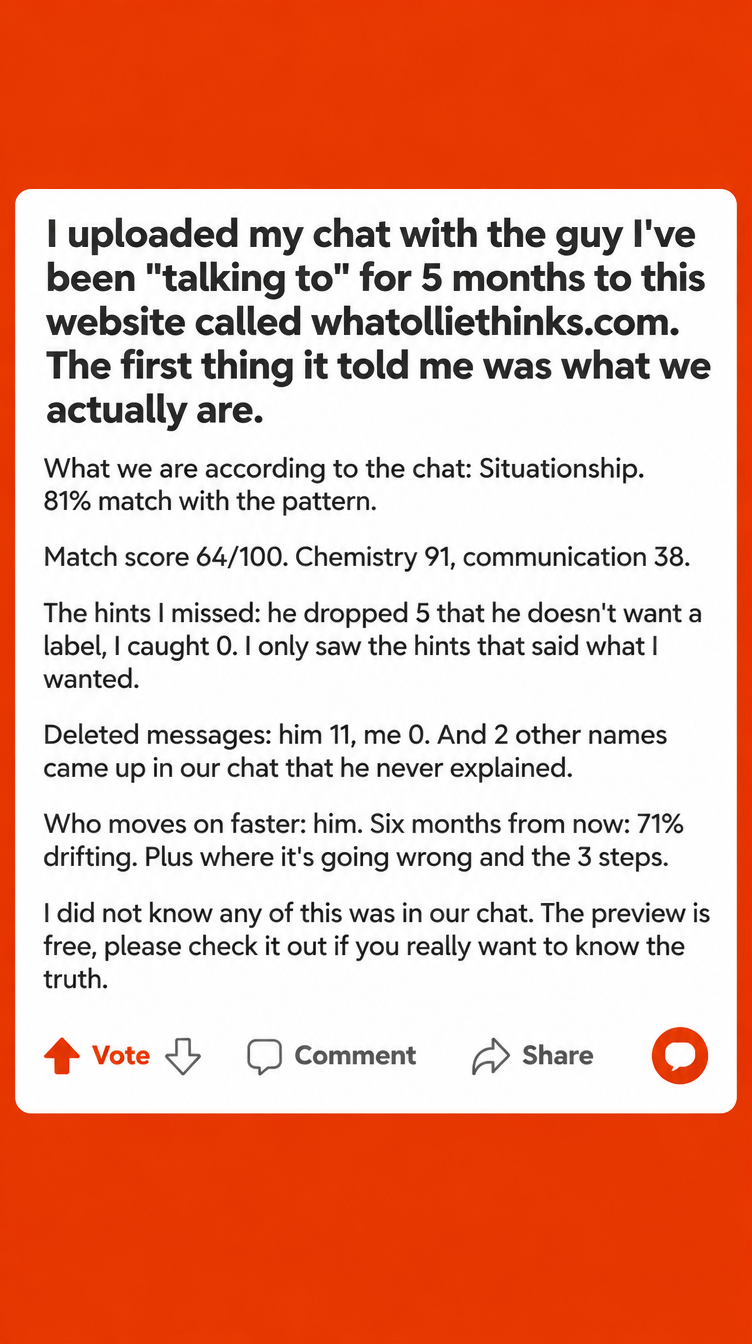 I uploaded my chat with the guy I've
been "talking to" for 5 months to this
website called whatolliethinks.com.
The first thing it told me was what we
actually are.
What we are according to the chat: Situationship.
81% match with the pattern.
Match score 64/100. Chemistry 91, communication 38.
The hints I missed: he dropped 5 that he doesn't want a
label, I caught 0. I only saw the hints that said what I
wanted.
Deleted messages: him 11, me 0. And 2 other names
came up in our chat that he never explained.
Who moves on faster: him. Six months from now: 71%
drifting. Plus where it's going wrong and the 3 steps.
I did not know any of this was in our chat. The preview is
free, please check it out if you really want to know the
truth.
Vote Comment Share